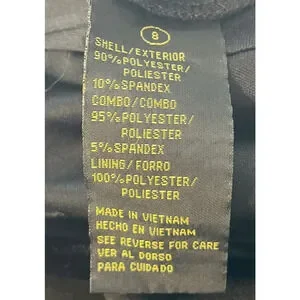 8
SHELL/EXTERIOR
90% POLYESTER/
POLIESTER
10% SPANDEX
COMBO/COMBO
95% POLYESTER/
POLIESTER
5% SPANDEX
LINING/FORRO
100% POLYESTER/
POLIESTER
MADE IN VIETNAM
HECHO EN VIETNAM
SEE REVERSE FOR CARE
VER AL DORSO
PARA CUIDADO